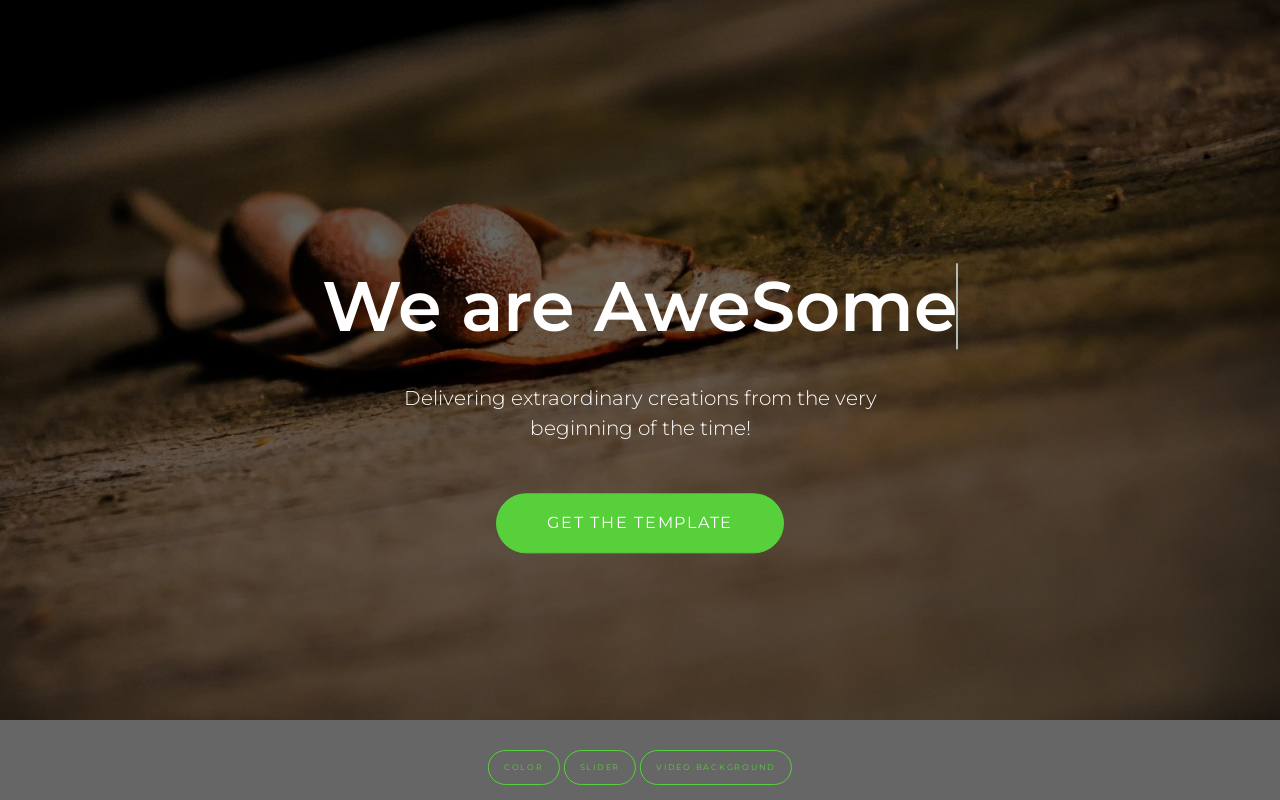 We are AweSome
Delivering extraordinary creations from the very
beginning of the time!
GET THE TEMPLATE
COLOR
SLIDER
VIDEO BACKGROUND